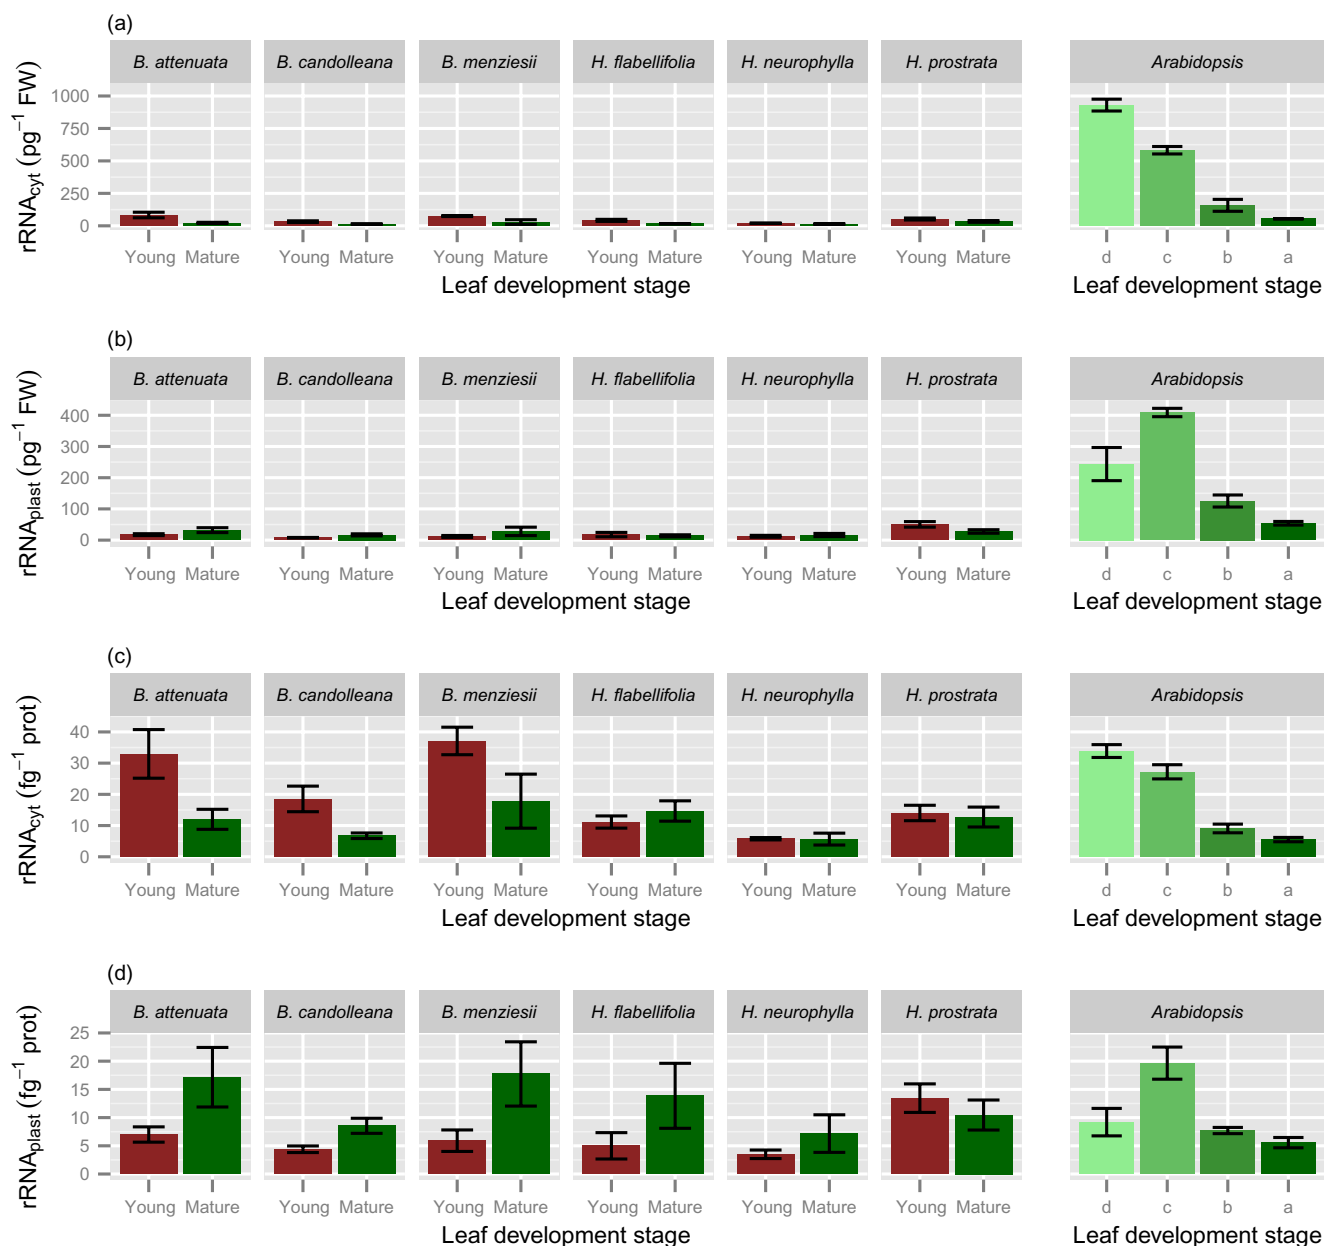 (a)
B. attenuata B. candolleana B. menziesii H. flabellifolia H. neurophylla H. prostrata Arabidopsis
rRNAcyt (pg⁻¹ FW)
1000
750
500
250
0
Young Mature Young Mature Young Mature Young Mature Young Mature Young Mature d c b a
Leaf development stage Leaf development stage
(b)
B. attenuata B. candolleana B. menziesii H. flabellifolia H. neurophylla H. prostrata Arabidopsis
rRNAplast (pg⁻¹ FW)
400
300
200
100
0
Young Mature Young Mature Young Mature Young Mature Young Mature Young Mature d c b a
Leaf development stage Leaf development stage
(c)
B. attenuata B. candolleana B. menziesii H. flabellifolia H. neurophylla H. prostrata Arabidopsis
rRNAcyt (fg⁻¹ prot)
40
30
20
10
0
Young Mature Young Mature Young Mature Young Mature Young Mature Young Mature d c b a
Leaf development stage Leaf development stage
(d)
B. attenuata B. candolleana B. menziesii H. flabellifolia H. neurophylla H. prostrata Arabidopsis
rRNAplast (fg⁻¹ prot)
25
20
15
10
5
0
Young Mature Young Mature Young Mature Young Mature Young Mature Young Mature d c b a
Leaf development stage Leaf development stage